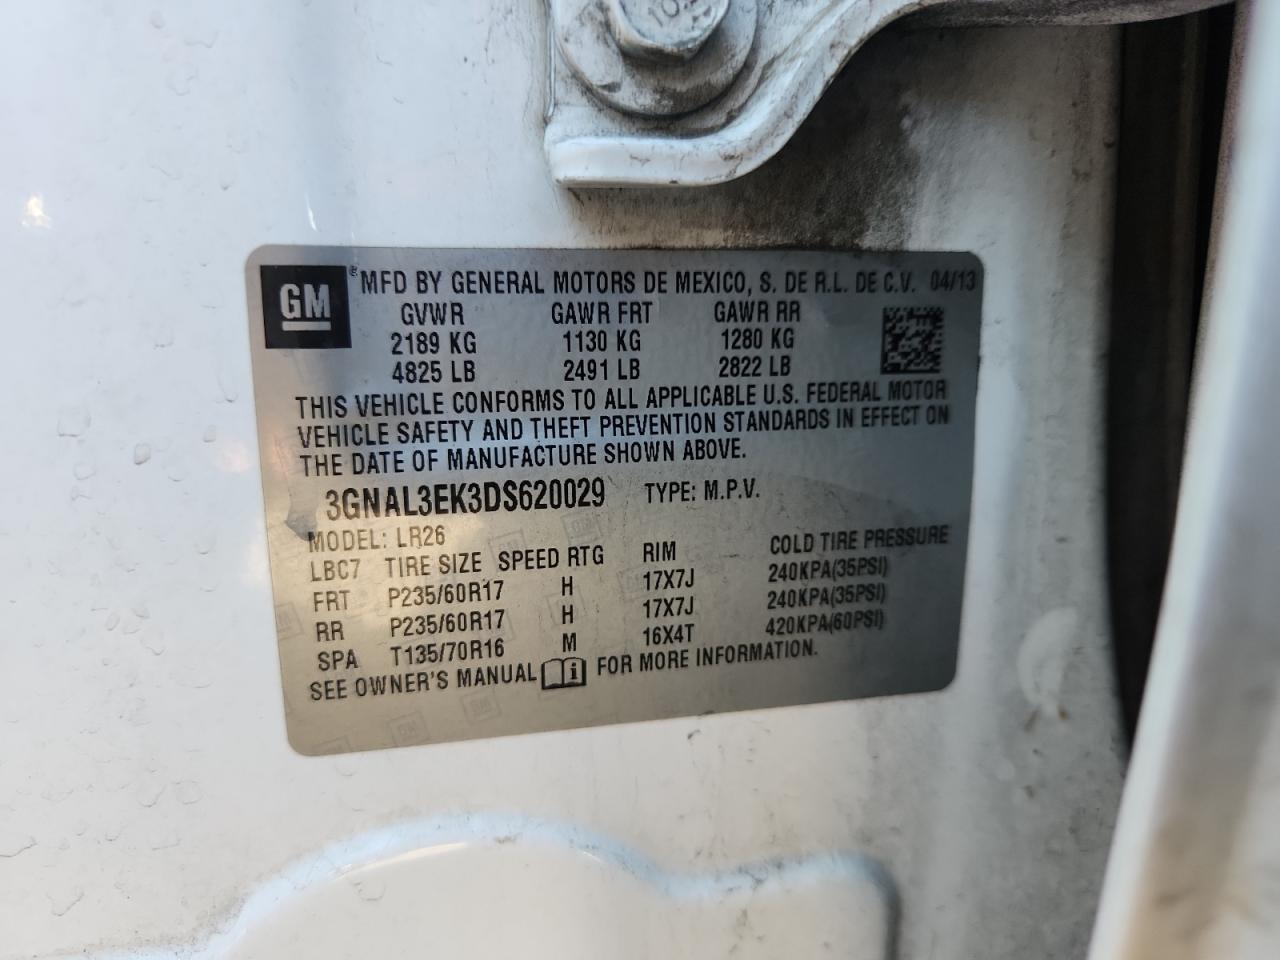 10.9
GM ® MFD BY GENERAL MOTORS DE MEXICO, S. DE R.L. DE C.V. 04/13
GVWR GAWR FRT GAWR RR
2189 KG 1130 KG 1280 KG
4825 LB 2491 LB 2822 LB
THIS VEHICLE CONFORMS TO ALL APPLICABLE U.S. FEDERAL MOTOR
VEHICLE SAFETY AND THEFT PREVENTION STANDARDS IN EFFECT ON
THE DATE OF MANUFACTURE SHOWN ABOVE.
3GNAL3EK3DS620029 TYPE: M.P.V.
MODEL: LR26
LBC7 TIRE SIZE SPEED RTG RIM COLD TIRE PRESSURE
FRT P235/60R17 H 17X7J 240KPA(35PSI)
RR P235/60R17 H 17X7J 240KPA(35PSI)
SPA T135/70R16 M 16X4T 420KPA(60PSI)
SEE OWNER'S MANUAL FOR MORE INFORMATION.